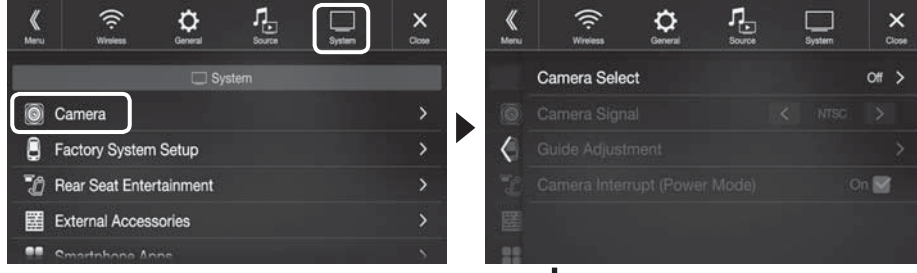 Menu Wireless General Source System Close
System
Camera
Factory System Setup
Rear Seat Entertainment
External Accessories
Smartphone Apps
Menu Wireless General Source System Close
Camera Select Off
Camera Signal NTSC
Guide Adjustment
Camera Interrupt (Power Mode) On